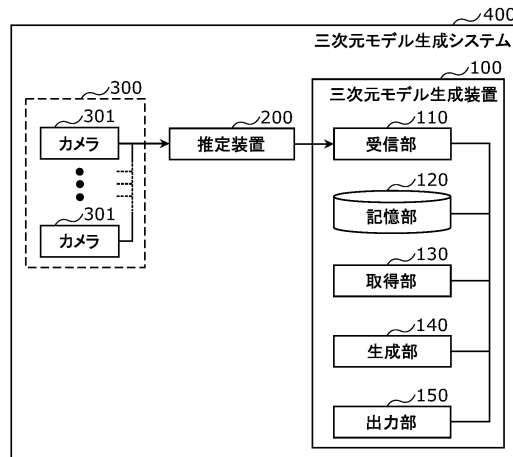 400
三次元モデル生成システム
100
三次元モデル生成装置
300
301
カメラ
200
推定装置
110
受信部
120
記憶部
301
カメラ
130
取得部
140
生成部
150
出力部